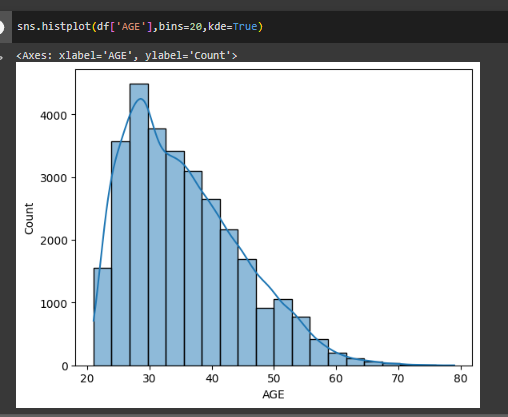 sns.histplot(df['AGE'],bins=20,kde=True)
<Axes: xlabel='AGE', ylabel='Count'>
4000
3000
2000
1000
0
Count
20 30 40 50 60 70 80
AGE